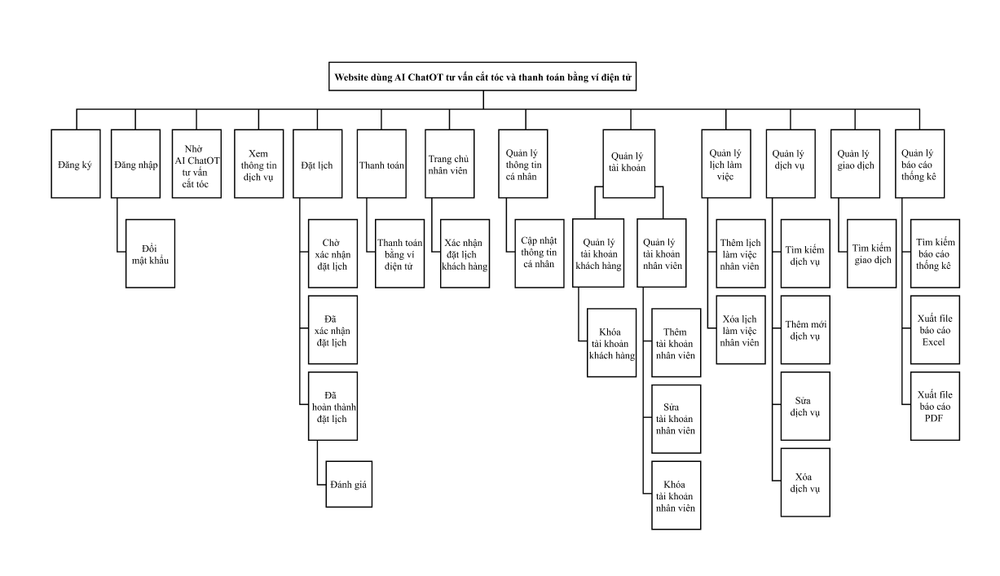 Website dùng AI ChatOT tư vấn cắt tóc và thanh toán bằng ví điện tử
Đăng ký
Đăng nhập
Nhờ
AI ChatOT
tư vấn
cắt tóc
Xem
thông tin
dịch vụ
Đặt lịch
Thanh toán
Trang chủ
nhân viên
Quản lý
thông tin
cá nhân
Quản lý
tài khoản
Quản lý
lịch làm
việc
Quản lý
dịch vụ
Quản lý
giao dịch
Quản lý
báo cáo
thống kê
Đổi
mật khẩu
Chờ
xác nhận
đặt lịch
Đã
xác nhận
đặt lịch
Đã
hoàn thành
đặt lịch
Đánh giá
Thanh toán
bằng ví
điện tử
Xác nhận
đặt lịch
khách hàng
Cập nhật
thông tin
cá nhân
Quản lý
tài khoản
khách hàng
Khóa
tài khoản
khách hàng
Quản lý
tài khoản
nhân viên
Thêm
tài khoản
nhân viên
Sửa
tài khoản
nhân viên
Khóa
tài khoản
nhân viên
Thêm lịch
làm việc
nhân viên
Xóa lịch
làm việc
nhân viên
Tìm kiếm
dịch vụ
Thêm mới
dịch vụ
Sửa
dịch vụ
Xóa
dịch vụ
Tìm kiếm
giao dịch
Tìm kiếm
báo cáo
thống kê
Xuất file
báo cáo
Excel
Xuất file
báo cáo
PDF